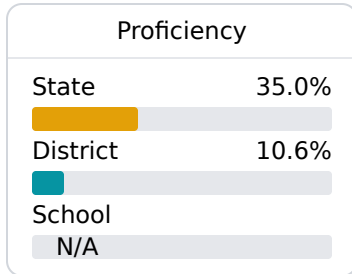 Proficiency
State 35.0%
District 10.6%
School
N/A